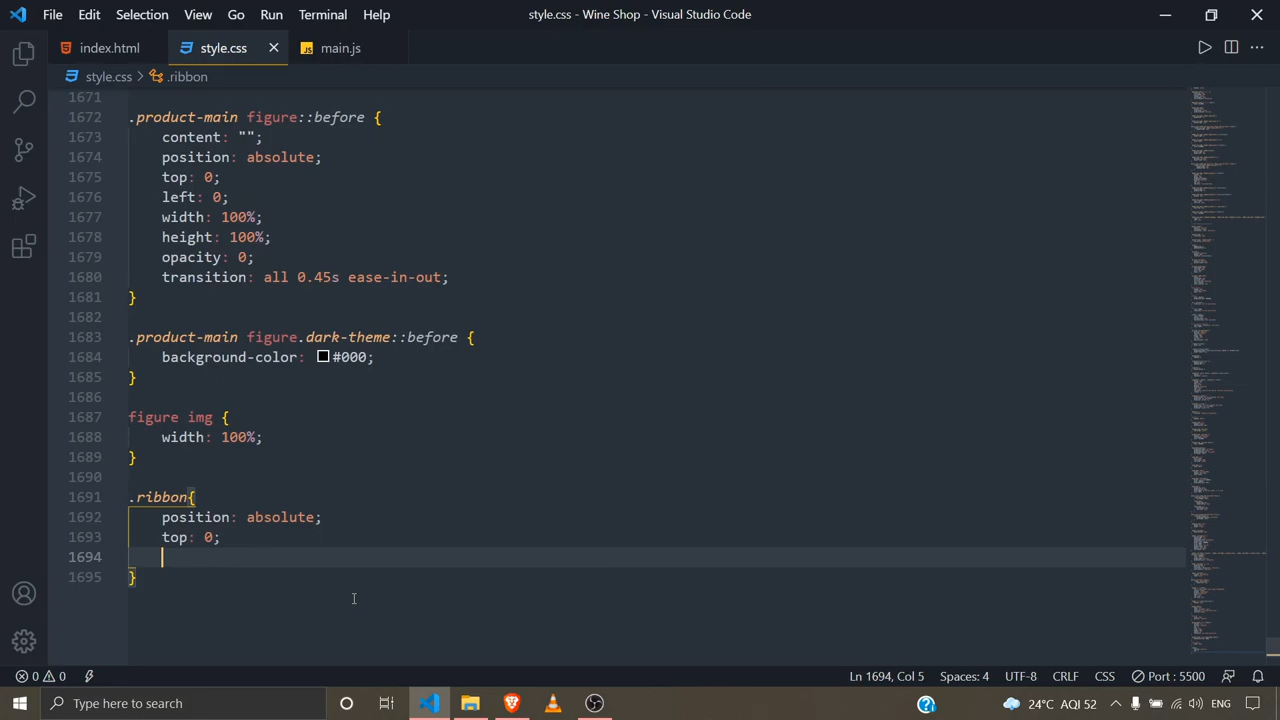 File Edit Selection View Go Run Terminal Help style.css - Wine Shop - Visual Studio Code
index.html style.css main.js
style.css > .ribbon
1671
1672 .product-main figure::before {
1673 content: "";
1674 position: absolute;
1675 top: 0;
1676 left: 0;
1677 width: 100%;
1678 height: 100%;
1679 opacity: 0;
1680 transition: all 0.45s ease-in-out;
1681 }
1682
1683 .product-main figure.dark-theme::before {
1684 background-color: #000;
1685 }
1686
1687 figure img {
1688 width: 100%;
1689 }
1690
1691 .ribbon{
1692 position: absolute;
1693 top: 0;
1694
1695 }
0 0 Ln 1694, Col 5 Spaces: 4 UTF-8 CRLF CSS Port : 5500
Type here to search 24°C AQI 52 ENG